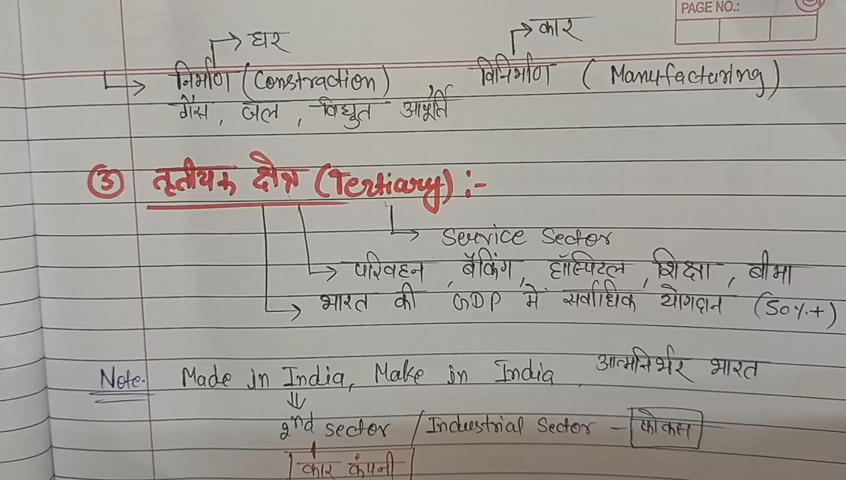 PAGE NO.:
→ घर → कार
↳ निर्माण (Constraction) विनिर्माण (Manufacturing)
गैस, जल, विधुत आपूर्ति
③ तृतीयक क्षेत्र (Tertiary) :-
↳ Service Sector
↳ परिवहन, बैंकिंग, हॉस्पिटल, शिक्षा, बीमा
↳ भारत की GDP में सर्वाधिक योगदान (50%+)
Note- Made in India, Make in India, आत्मनिर्भर भारत
⇓
2nd sector / Industrial Sector - फोकस
कार कंपनी